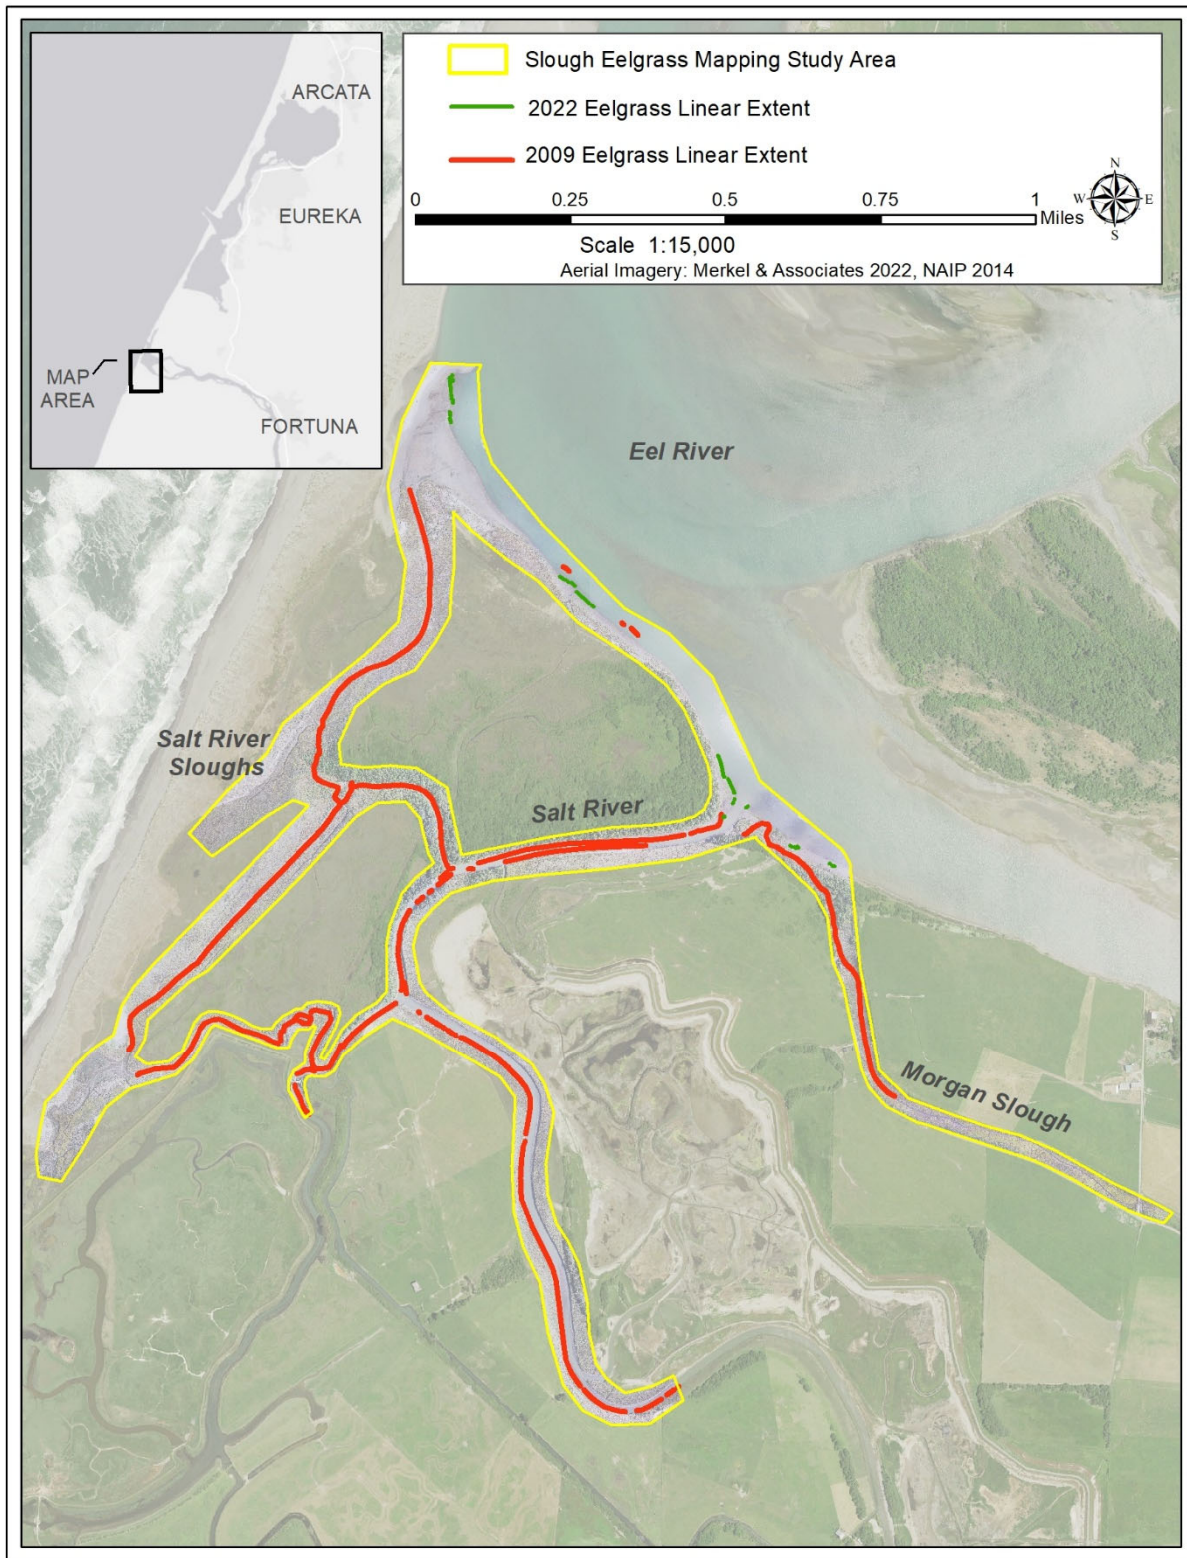 ARCATA
EUREKA
MAP
AREA
FORTUNA
Slough Eelgrass Mapping Study Area
2022 Eelgrass Linear Extent
2009 Eelgrass Linear Extent
N
W
E
S
0 0.25 0.5 0.75 1
Miles
Scale 1:15,000
Aerial Imagery: Merkel & Associates 2022, NAIP 2014
Eel River
Salt River
Sloughs
Salt River
Morgan Slough